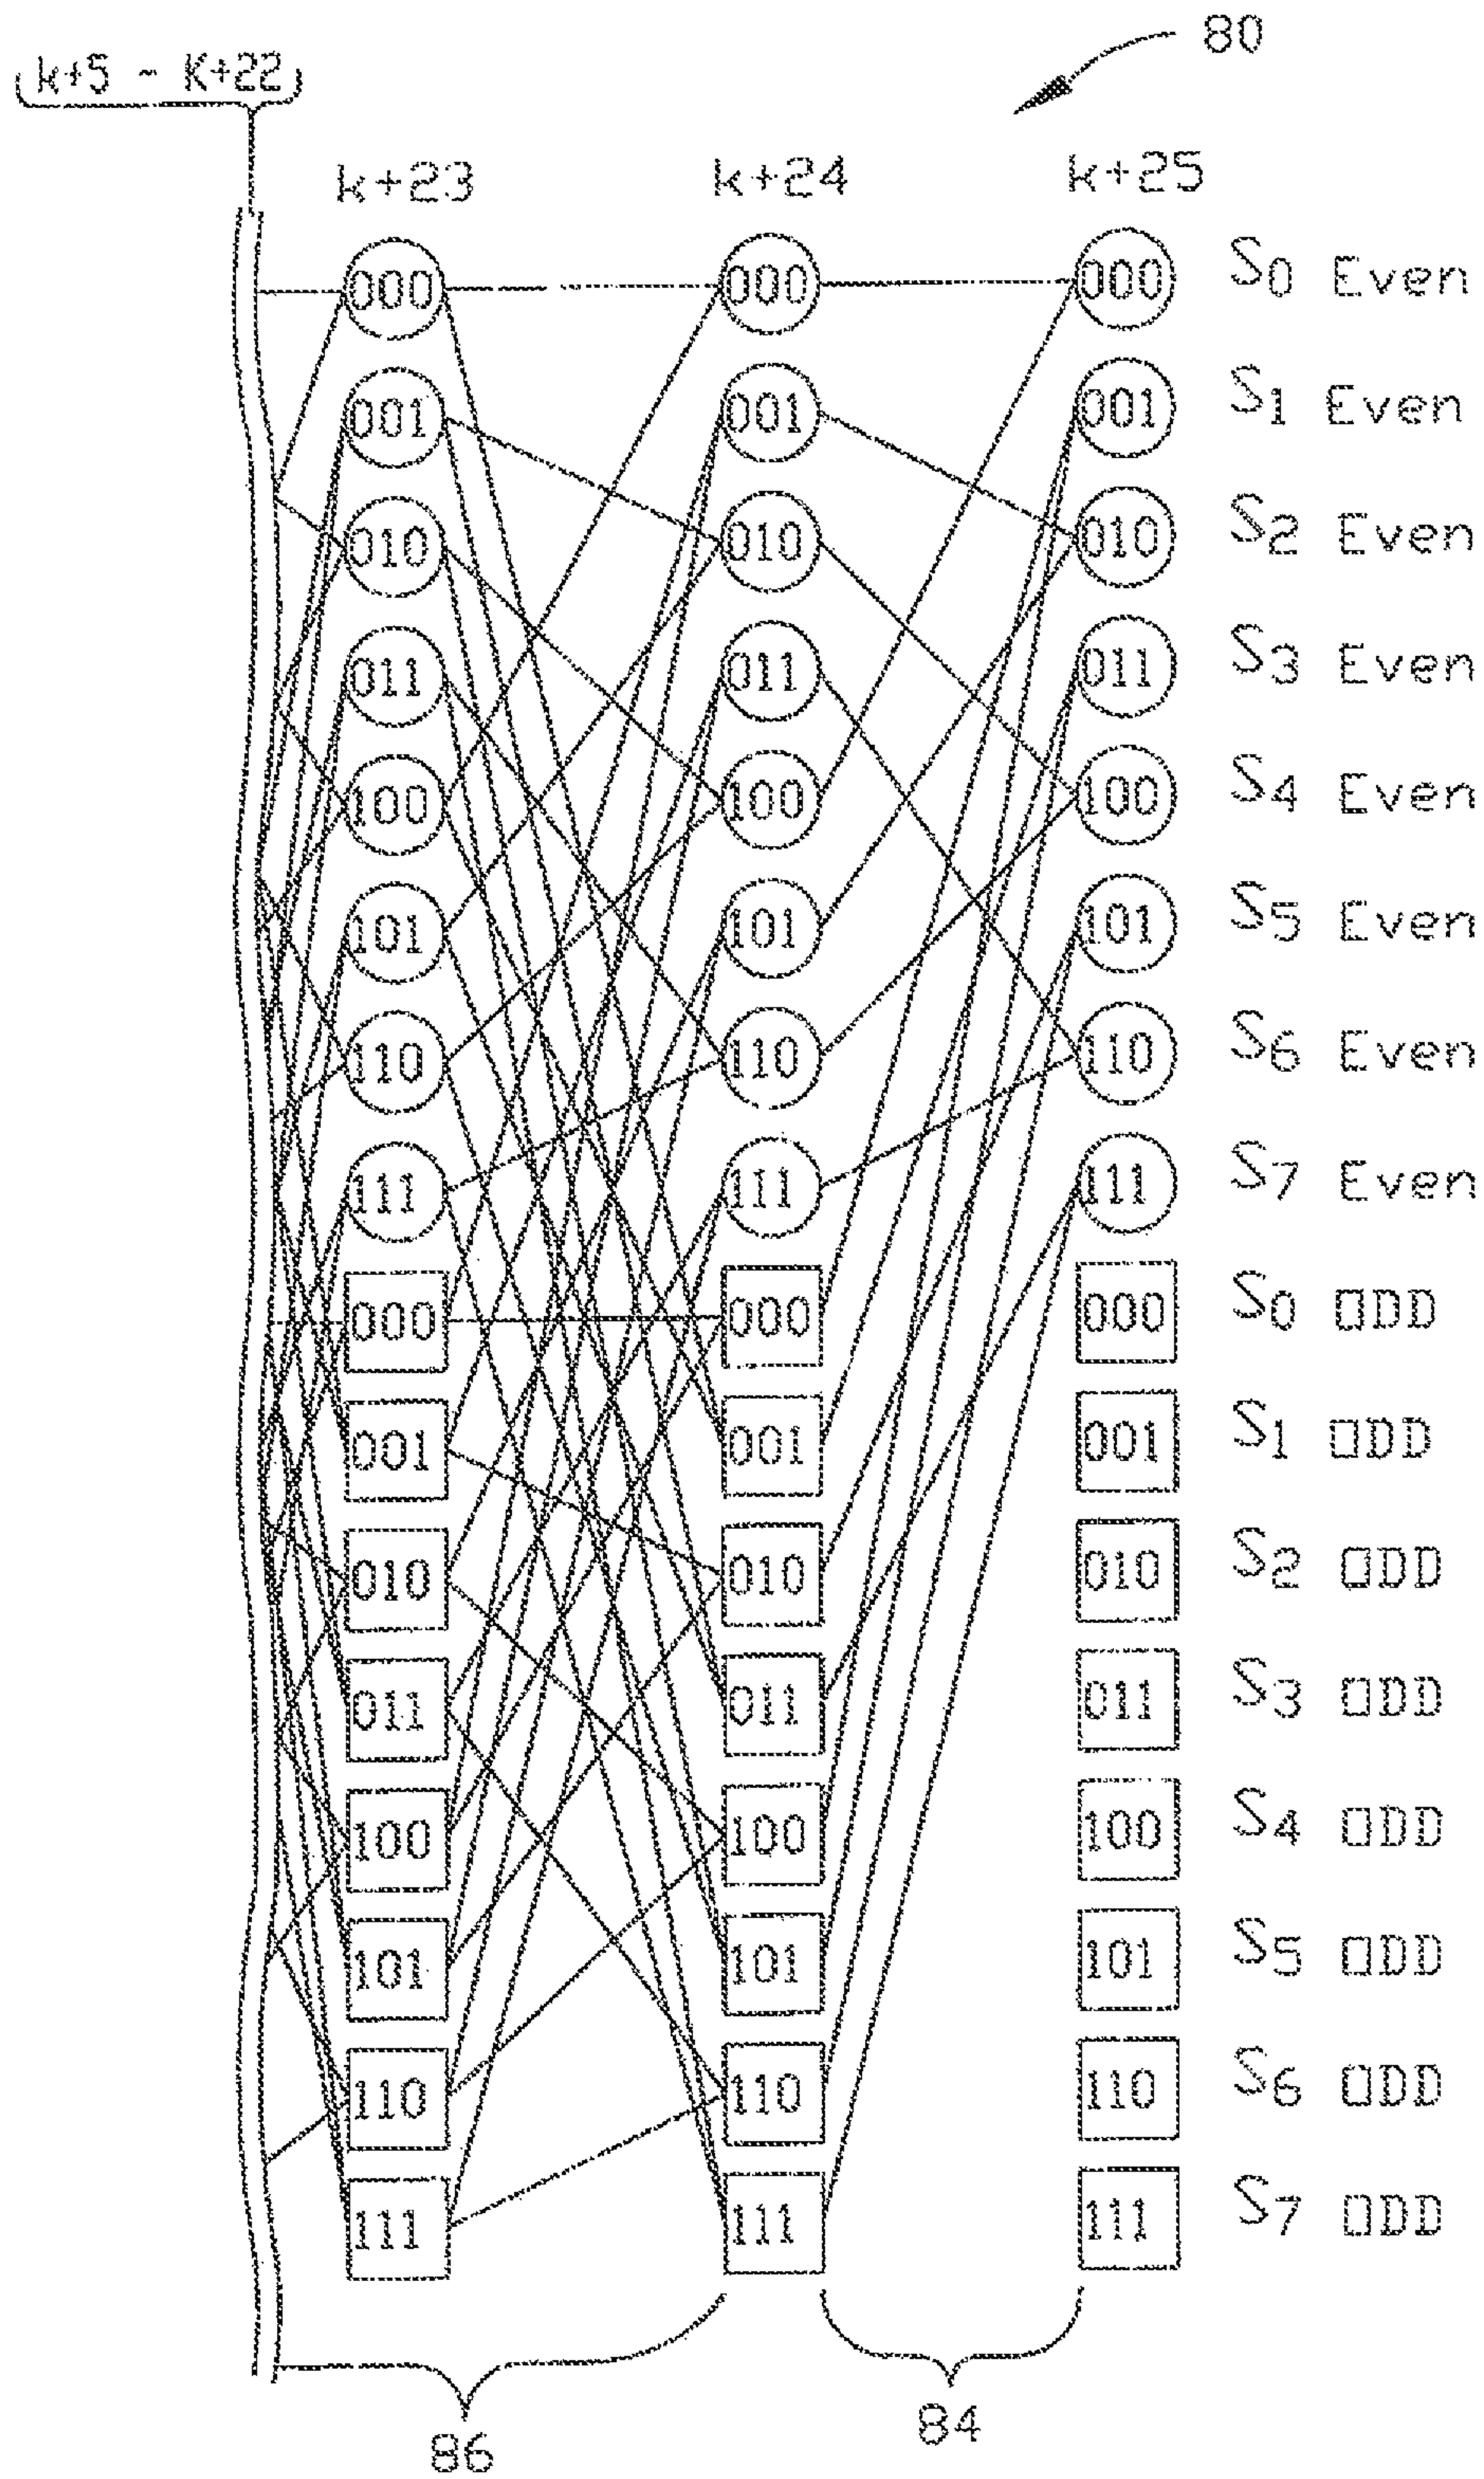 80
k+5 - K+22
k+23 k+24 k+25
000 000 000 S0 Even
001 001 001 S1 Even
010 010 010 S2 Even
011 011 011 S3 Even
100 100 100 S4 Even
101 101 101 S5 Even
110 110 110 S6 Even
111 111 111 S7 Even
000 000 000 S0 ODD
001 001 001 S1 ODD
010 010 010 S2 ODD
011 011 011 S3 ODD
100 100 100 S4 ODD
101 101 101 S5 ODD
110 110 110 S6 ODD
111 111 111 S7 ODD
86 84